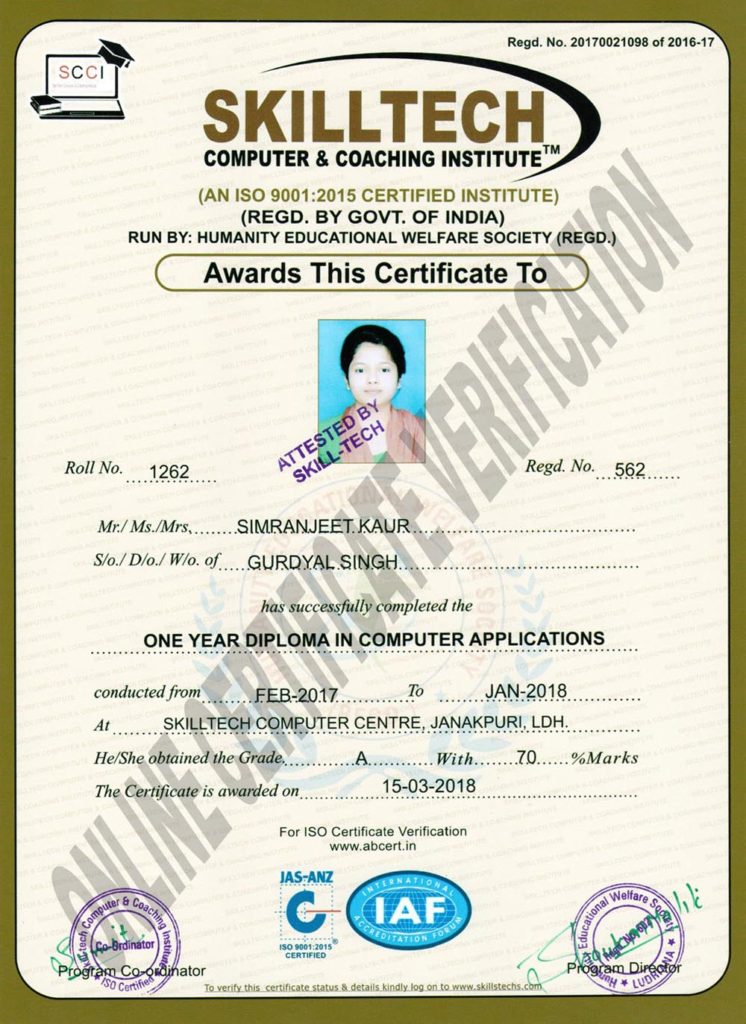 Regd. No. 20170021098 of 2016-17
SCCI
SKILLTECH
COMPUTER & COACHING INSTITUTE™
(AN ISO 9001:2015 CERTIFIED INSTITUTE)
(REGD. BY GOVT. OF INDIA)
RUN BY: HUMANITY EDUCATIONAL WELFARE SOCIETY (REGD.)
Awards This Certificate To
ATTESTED BY
SKILL-TECH
Roll No. 1262
Regd. No. 562
Mr./ Ms./Mrs. SIMRANJEET KAUR
S/o./ D/o./ W/o. of GURDYAL SINGH
has successfully completed the
ONE YEAR DIPLOMA IN COMPUTER APPLICATIONS
conducted from FEB-2017 To JAN-2018
At SKILLTECH COMPUTER CENTRE, JANAKPURI, LDH.
He/She obtained the Grade. A With 70 %Marks
The Certificate is awarded on 15-03-2018
ONLINE CERTIFICATE VERIFICATION
For ISO Certificate Verification
www.abcert.in
JAS-ANZ
C
ISO 9001:2015
CERTIFIED
INTERNATIONAL
IAF
ACCREDITATION FORUM
Computer & Coaching Institute
Co-Ordinator
ISO Certified
Program Co-ordinator
Educational Welfare Society
LUDHIANA
Program Director
To verify this certificate status & details kindly log on to www.skillstechs.com